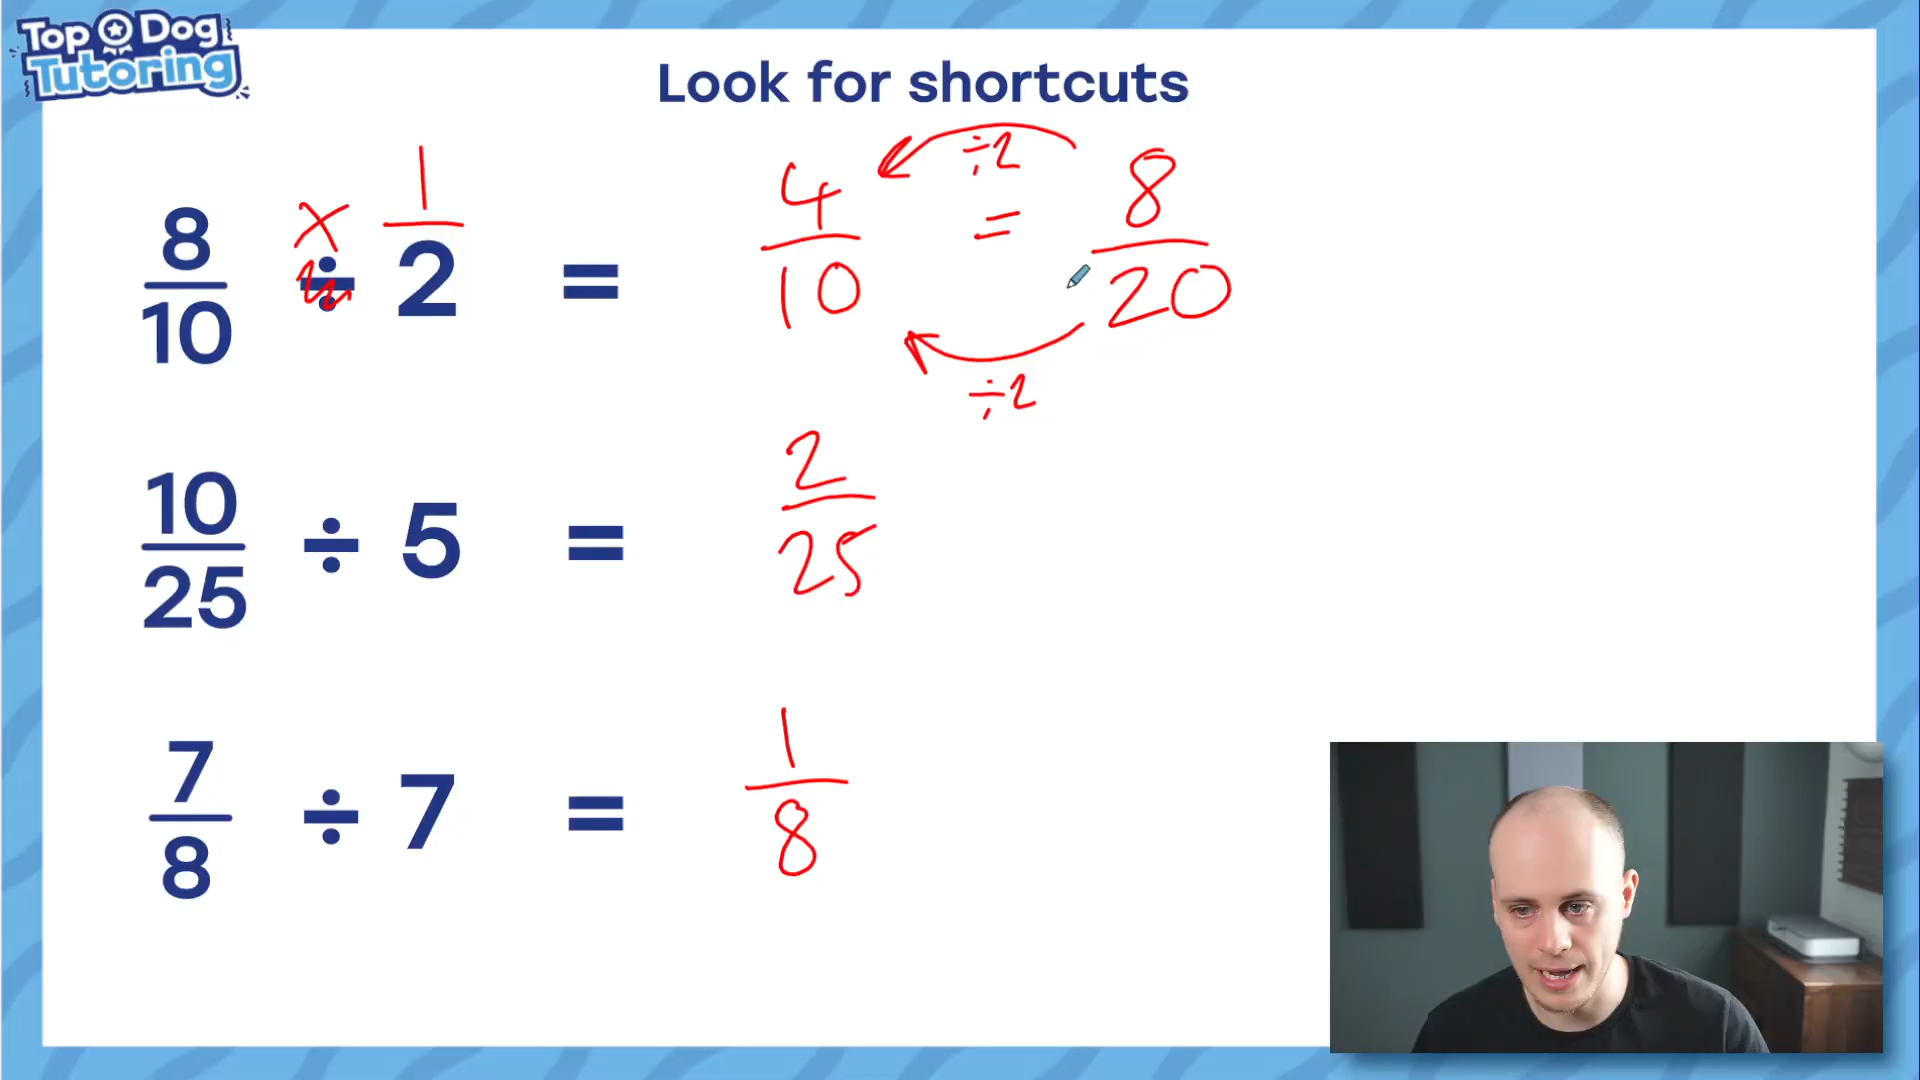 Top Dog
Tutoring
Look for shortcuts
8/10 ÷ 2 = 4/10 = 8/20
× 1
÷2
÷2
10/25 ÷ 5 = 2/25
7/8 ÷ 7 = 1/8